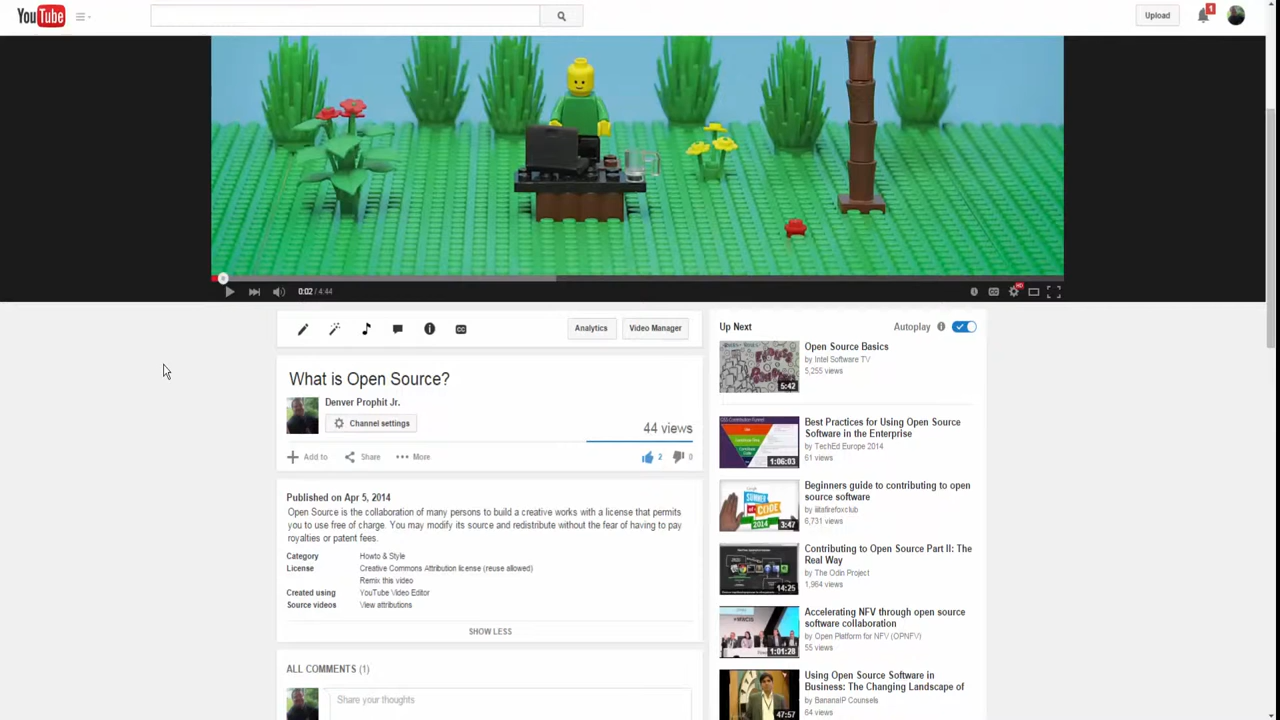 YouTube
Upload
1
0:02 / 4:44
CC
HD
CC
Analytics
Video Manager
What is Open Source?
Denver Prophit Jr.
Channel settings
44 views
Add to
Share
More
2
0
Published on Apr 5, 2014
Open Source is the collaboration of many persons to build a creative works with a license that permits
you to use free of charge. You may modify its source and redistribute without the fear of having to pay
royalties or patent fees.
Category Howto & Style
License Creative Commons Attribution license (reuse allowed)
Remix this video
Created using YouTube Video Editor
Source videos View attributions
SHOW LESS
ALL COMMENTS (1)
Share your thoughts
Up Next
Autoplay
Open Source Basics
by Intel Software TV
5,255 views
5:42
Best Practices for Using Open Source
Software in the Enterprise
by TechEd Europe 2014
61 views
1:06:03
Beginners guide to contributing to open
source software
by iiitafirefoxclub
6,731 views
SUMMER
of CODE
2014
3:47
Contributing to Open Source Part II: The
Real Way
by The Odin Project
1,964 views
14:25
Accelerating NFV through open source
software collaboration
by Open Platform for NFV (OPNFV)
55 views
1:01:28
Using Open Source Software in
Business: The Changing Landscape of
by BananaIP Counsels
64 views
47:57